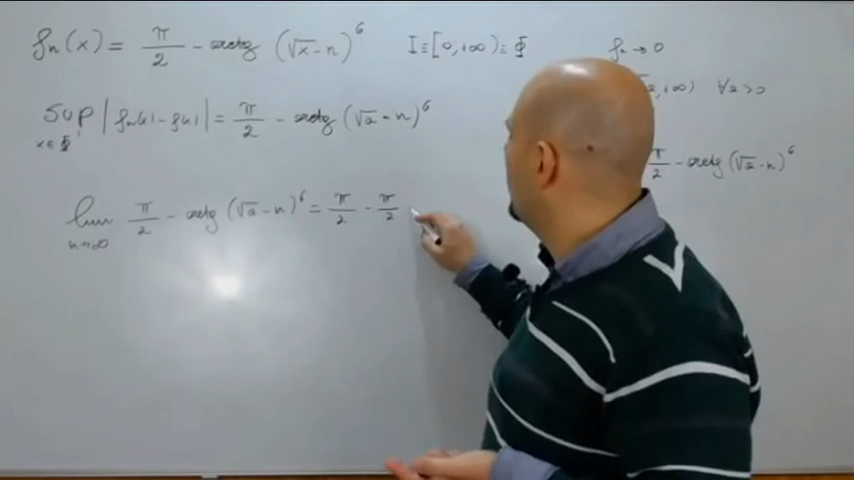 fn(x) = π/2 - arctg (√x - n)^6 I ≡ [0, +∞) ≡ Φ fn → 0
, +∞) ∀a > 0
sup x∈Φ |fn(x) - f(x)| = π/2 - arctg (√a - n)^6
π/2 - arctg (√a - n)^6
lim n→∞ π/2 - arctg (√a - n)^6 = π/2 - π/2